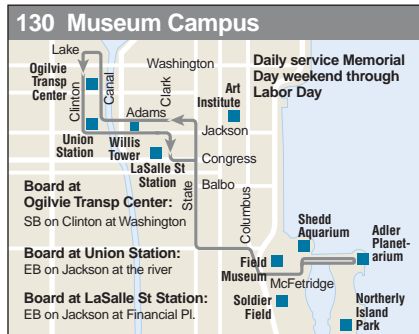 130 Museum Campus
Lake
Washington
Daily service Memorial
Day weekend through
Labor Day
Ogilvie
Transp
Center
Clinton
Canal
Clark
Art
Institute
Adams
Jackson
Union
Station
Willis
Tower
LaSalle St
Station
Congress
Balbo
State
Columbus
Board at
Ogilvie Transp Center:
SB on Clinton at Washington
Board at Union Station:
EB on Jackson at the river
Board at LaSalle St Station:
EB on Jackson at Financial Pl.
Shedd
Aquarium
Adler
Planet-
arium
Field
Museum
McFetridge
Soldier
Field
Northerly
Island
Park